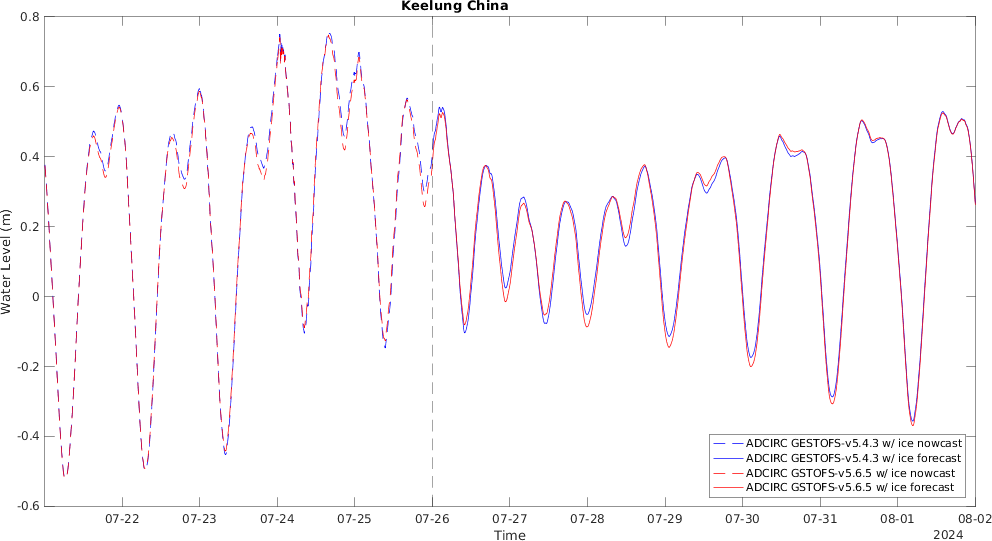 Keelung China
Water Level (m)
0.8
0.6
0.4
0.2
0
-0.2
-0.4
-0.6
ADCIRC GESTOFS-v5.4.3 w/ ice nowcast
ADCIRC GESTOFS-v5.4.3 w/ ice forecast
ADCIRC GSTOFS-v5.6.5 w/ ice nowcast
ADCIRC GSTOFS-v5.6.5 w/ ice forecast
07-22 07-23 07-24 07-25 07-26 07-27 07-28 07-29 07-30 07-31 08-01 08-02
Time
2024